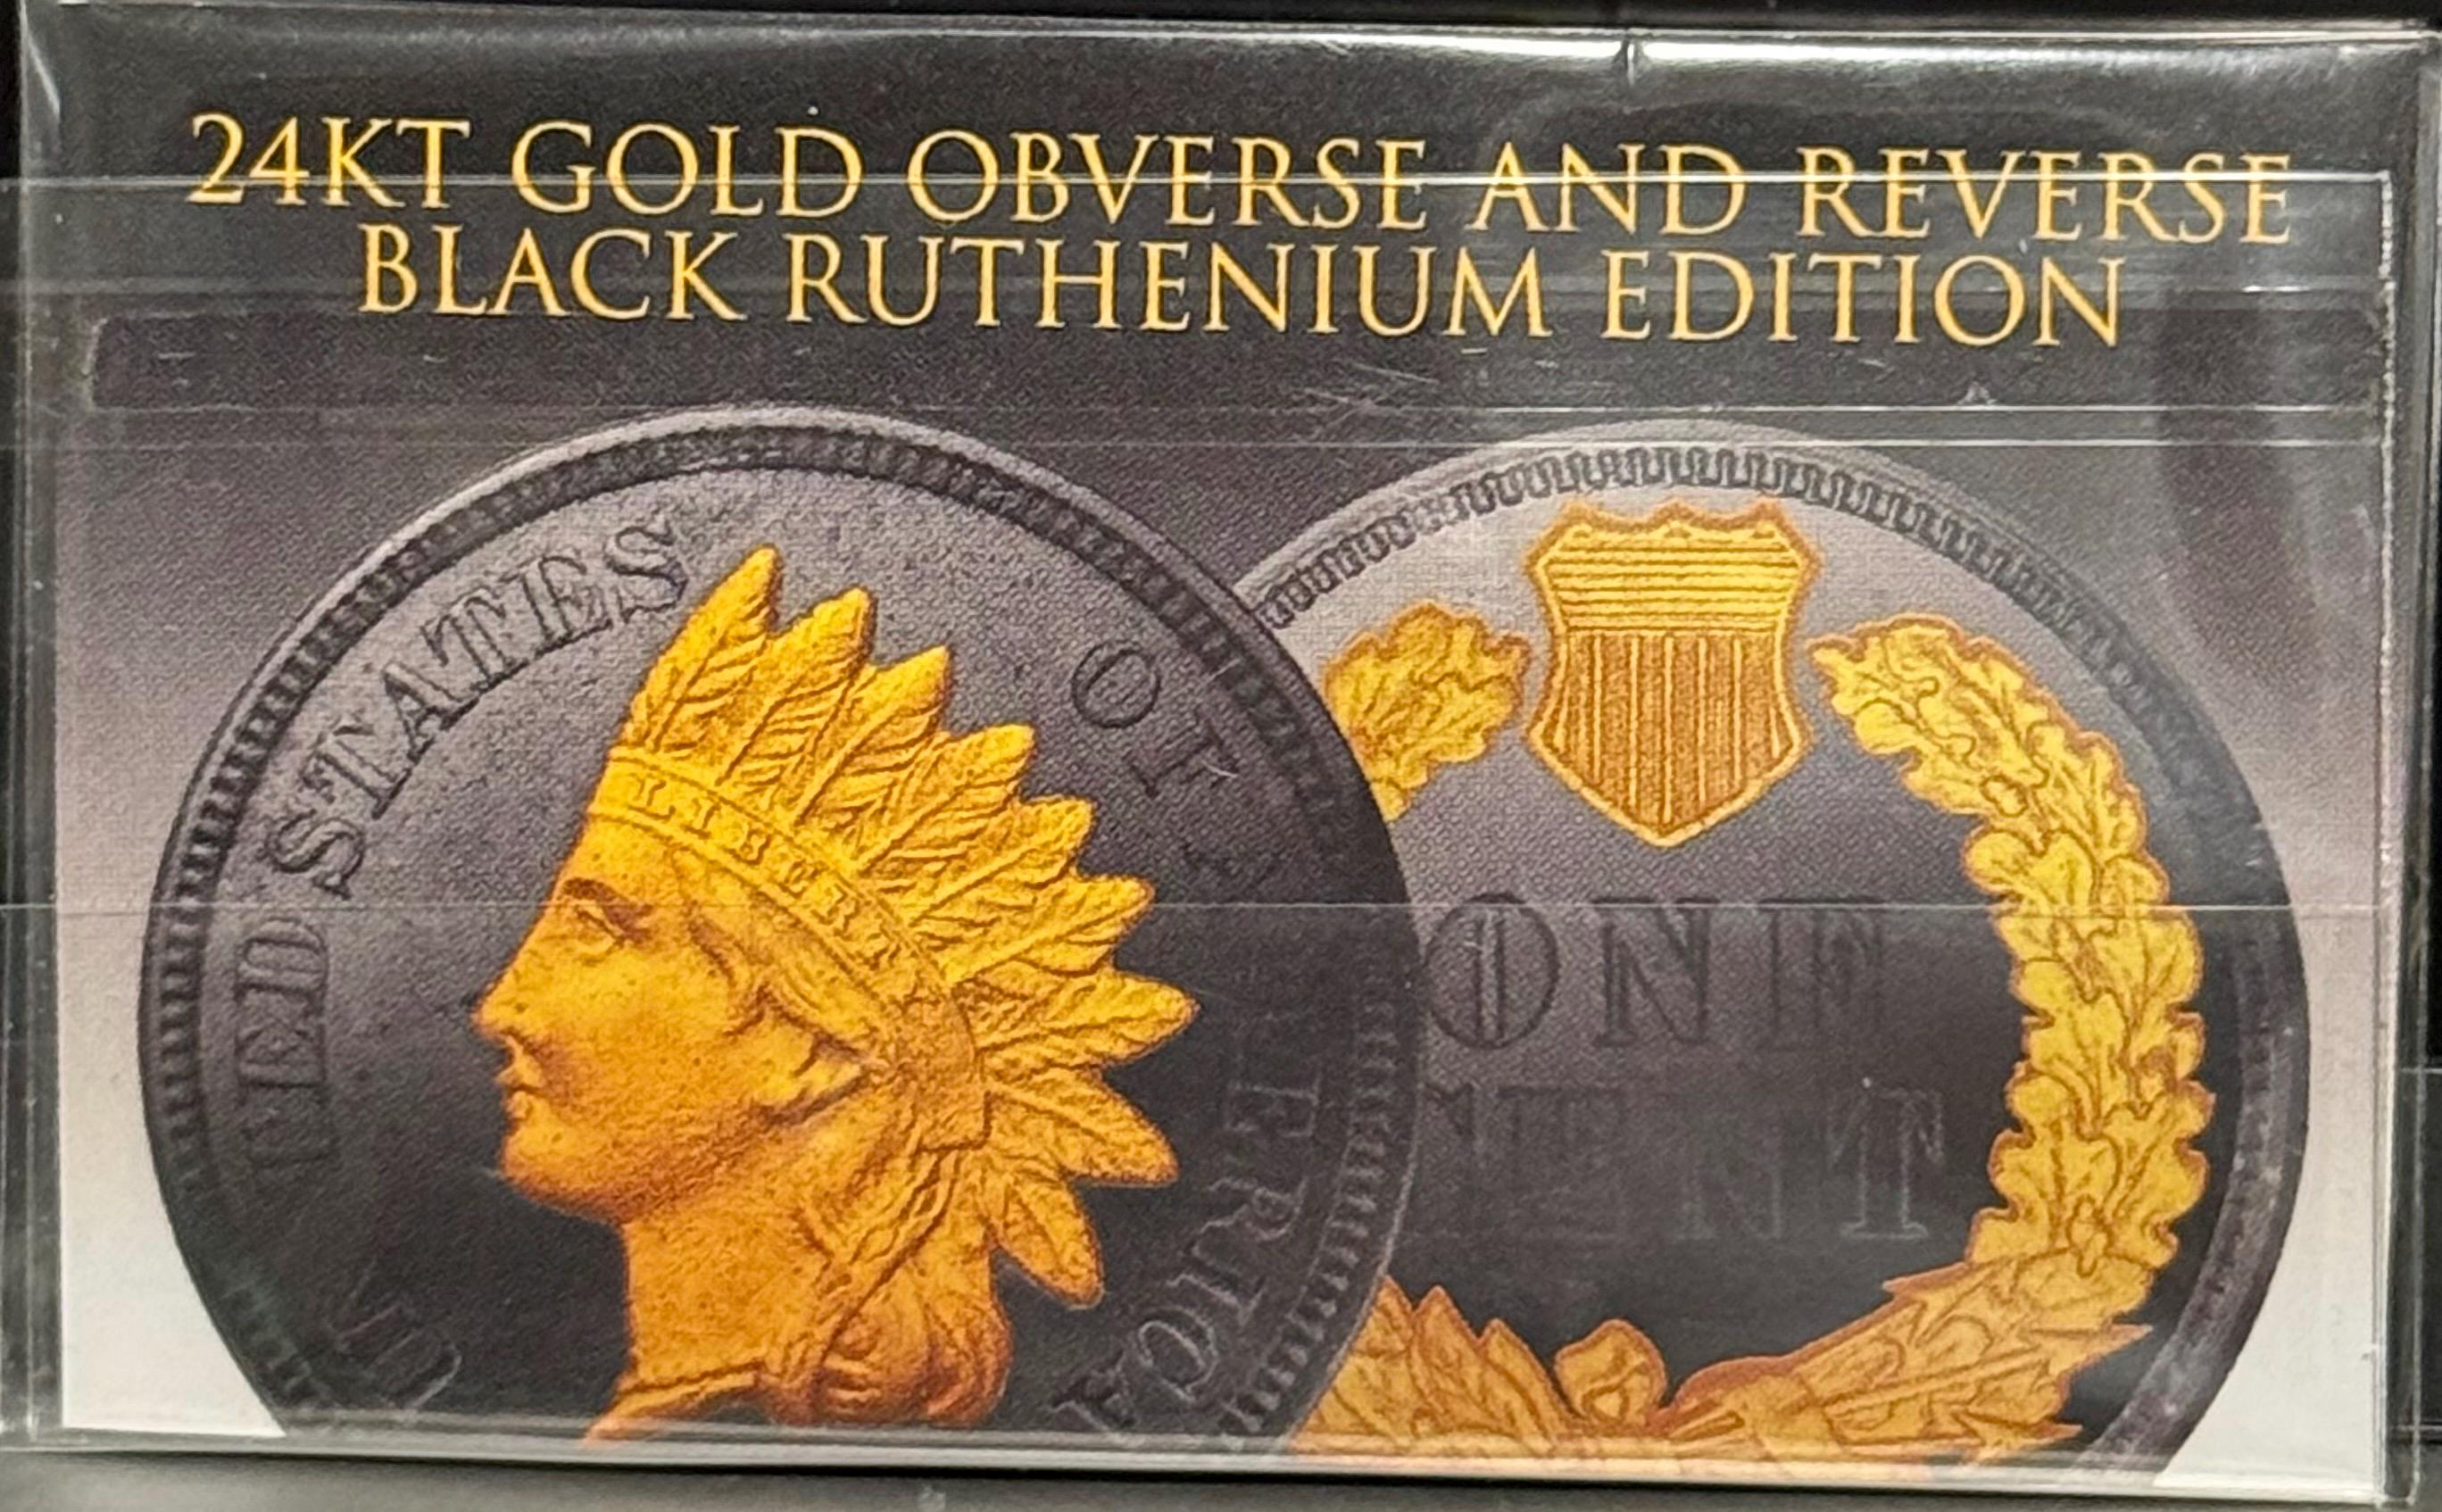 24KT GOLD OBVERSE AND REVERSE
BLACK RUTHENIUM EDITION
STATES
OF
LIBERTY
ONE